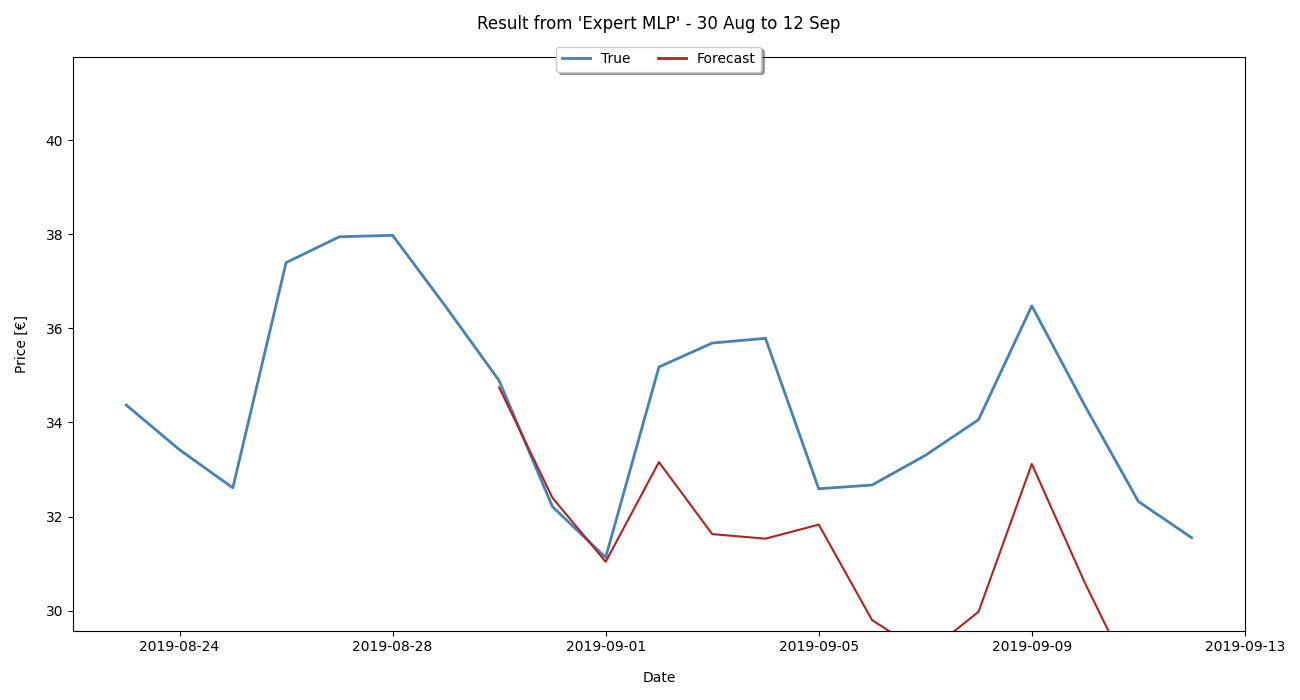 Result from 'Expert MLP' - 30 Aug to 12 Sep
True Forecast
40
38
36
34
32
30
Price [€]
2019-08-24 2019-08-28 2019-09-01 2019-09-05 2019-09-09 2019-09-13
Date